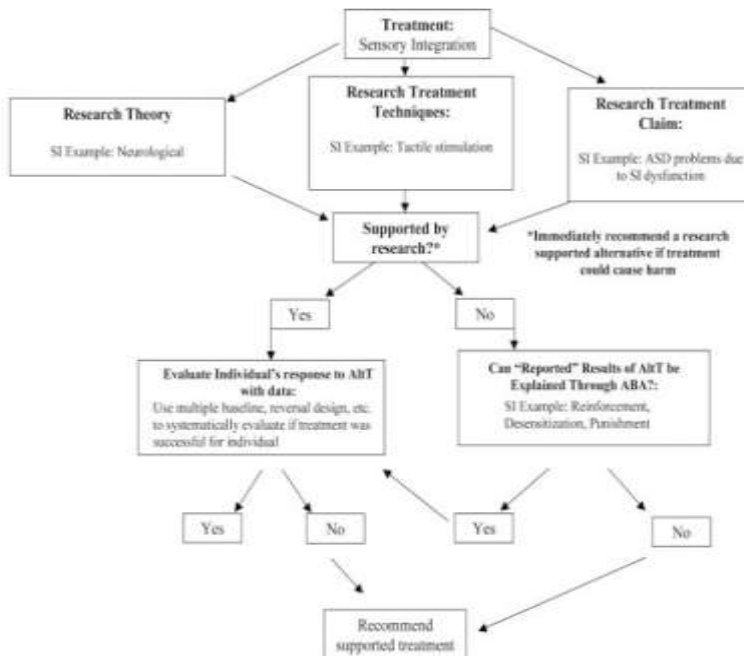 Treatment:
Sensory Integration
Research Theory
SI Example: Neurological
Research Treatment
Techniques:
SI Example: Tactile stimulation
Research Treatment
Claim:
SI Example: ASD problems due
to SI dysfunction
Supported by
research?*
*Immediately recommend a research
supported alternative if treatment
could cause harm
Yes
No
Evaluate Individual's response to AltT
with data:
Use multiple baseline, reversal design, etc.
to systematically evaluate if treatment was
successful for individual
Can “Reported” Results of AltT be
Explained Through ABA?:
SI Example: Reinforcement,
Desensitization, Punishment
Yes
No
Yes
No
Recommend
supported treatment